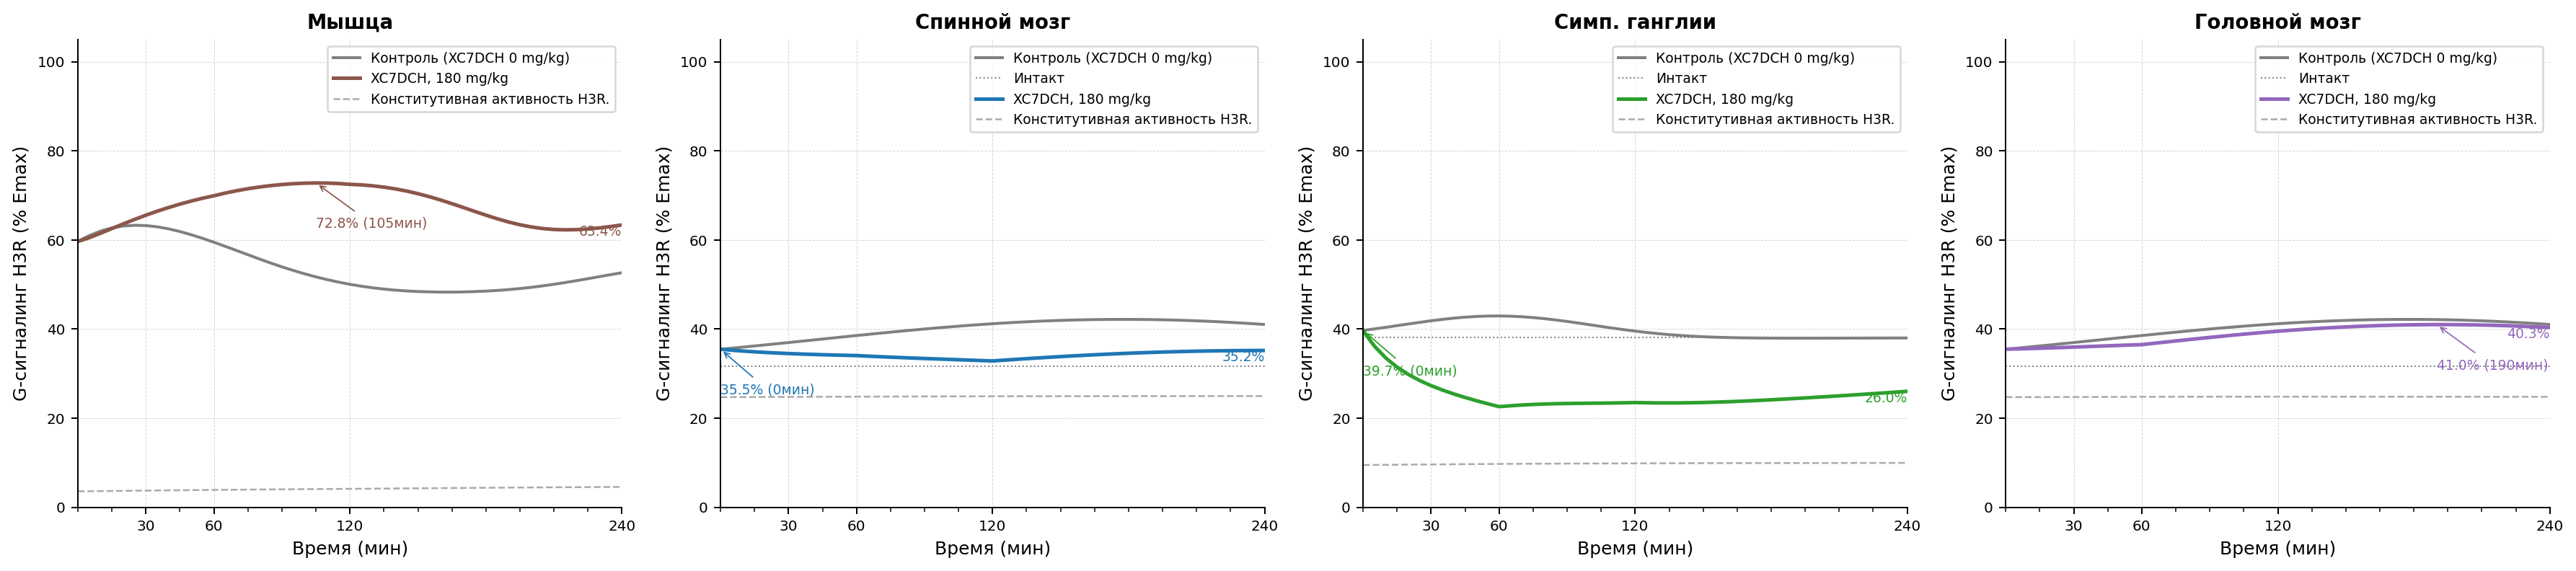 Мышца
G-сигналинг H3R (% Emax)
100
80
60
40
20
0
Контроль (XC7DCH 0 mg/kg)
XC7DCH, 180 mg/kg
Конститутивная активность H3R.
72.8% (105мин)
63.4%
30
60
120
240
Время (мин)
Спинной мозг
G-сигналинг H3R (% Emax)
100
80
60
40
20
0
Контроль (XC7DCH 0 mg/kg)
Интакт
XC7DCH, 180 mg/kg
Конститутивная активность H3R.
35.2%
35.5% (0мин)
30
60
120
240
Время (мин)
Симп. ганглии
G-сигналинг H3R (% Emax)
100
80
60
40
20
0
Контроль (XC7DCH 0 mg/kg)
Интакт
XC7DCH, 180 mg/kg
Конститутивная активность H3R.
39.7% (0мин)
26.0%
30
60
120
240
Время (мин)
Головной мозг
G-сигналинг H3R (% Emax)
100
80
60
40
20
0
Контроль (XC7DCH 0 mg/kg)
Интакт
XC7DCH, 180 mg/kg
Конститутивная активность H3R.
40.3%
41.0% (190мин)
30
60
120
240
Время (мин)